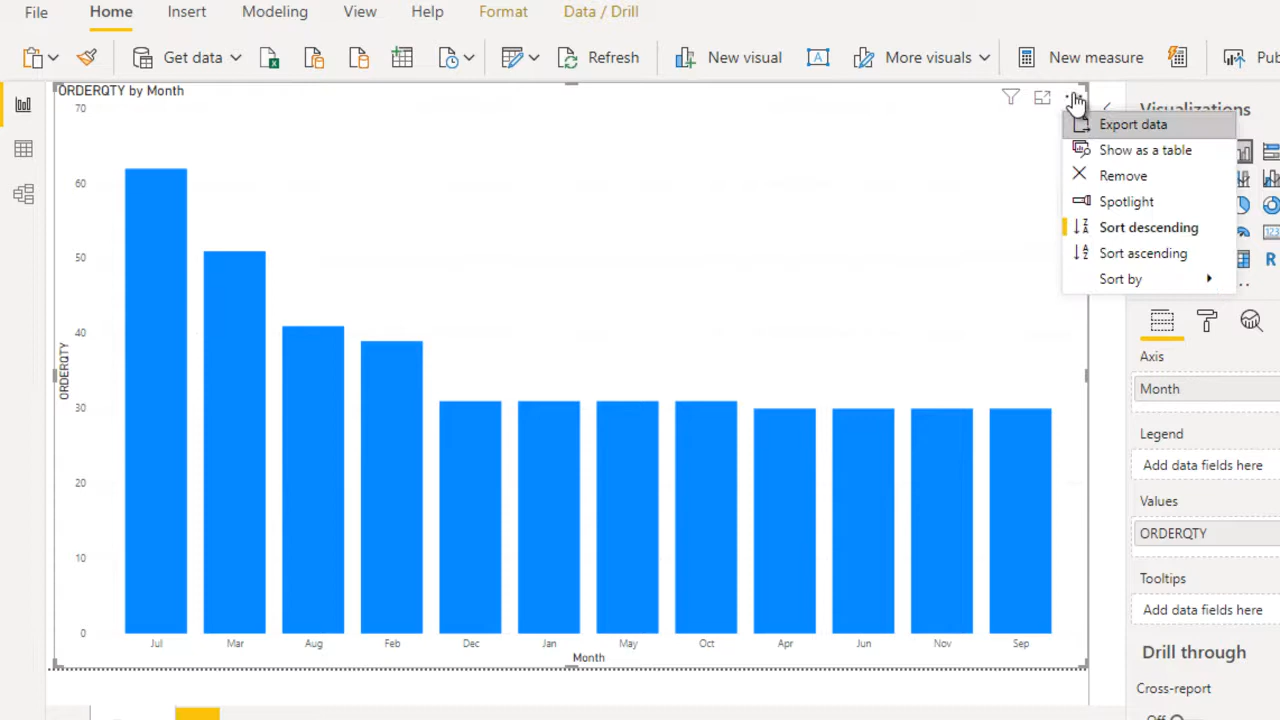 File Home Insert Modeling View Help Format Data / Drill
Get data Refresh New visual More visuals New measure
ORDERQTY by Month
Visualizations
Export data
Show as a table
Remove
Spotlight
Sort descending
Sort ascending
Sort by
70
60
50
40
30
20
10
0
ORDERQTY
Jul Mar Aug Feb Dec Jan May Oct Apr Jun Nov Sep
Month
123
R
Axis
Month
Legend
Add data fields here
Values
ORDERQTY
Tooltips
Add data fields here
Drill through
Cross-report